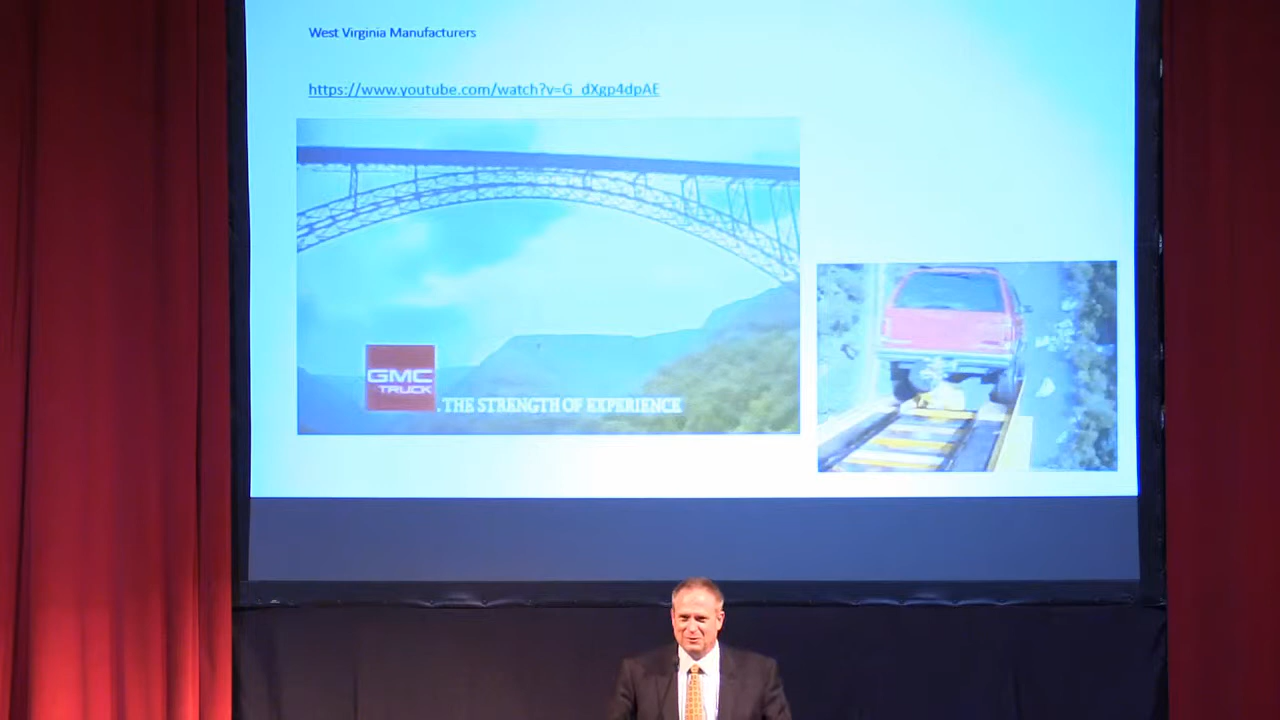 West Virginia Manufacturers
https://www.youtube.com/watch?v=G_dXgp4dpAE
GMC
TRUCK
. THE STRENGTH OF EXPERIENCE